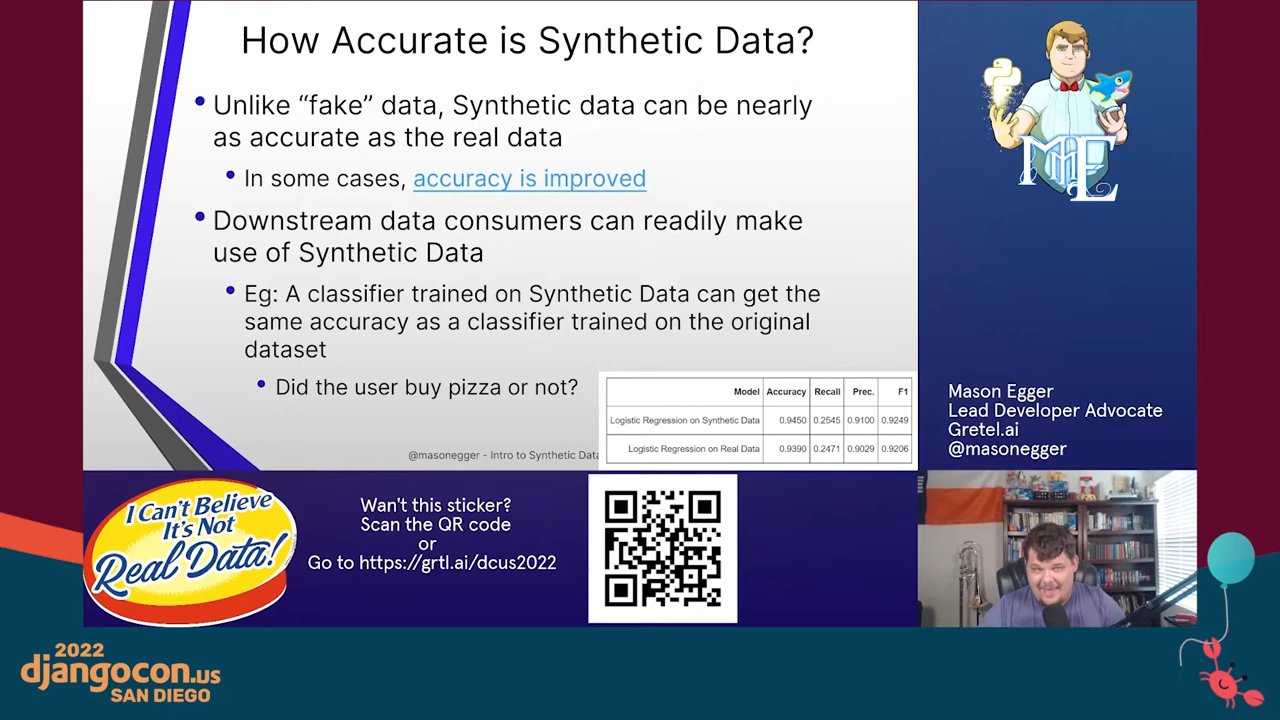 How Accurate is Synthetic Data?
Unlike “fake” data, Synthetic data can be nearly
as accurate as the real data
In some cases, accuracy is improved
Downstream data consumers can readily make
use of Synthetic Data
Eg: A classifier trained on Synthetic Data can get the
same accuracy as a classifier trained on the original
dataset
Did the user buy pizza or not?
Model Accuracy Recall Prec. F1
Logistic Regression on Synthetic Data 0.9450 0.2545 0.9100 0.9249
Logistic Regression on Real Data 0.9390 0.2471 0.9029 0.9206
@masonegger - Intro to Synthetic Data
MME
Mason Egger
Lead Developer Advocate
Gretel.ai
@masonegger
I Can't Believe
It's Not
Real Data!
Wan't this sticker?
Scan the QR code
or
Go to https://grtl.ai/dcus2022
2022
djangocon.us
SAN DIEGO